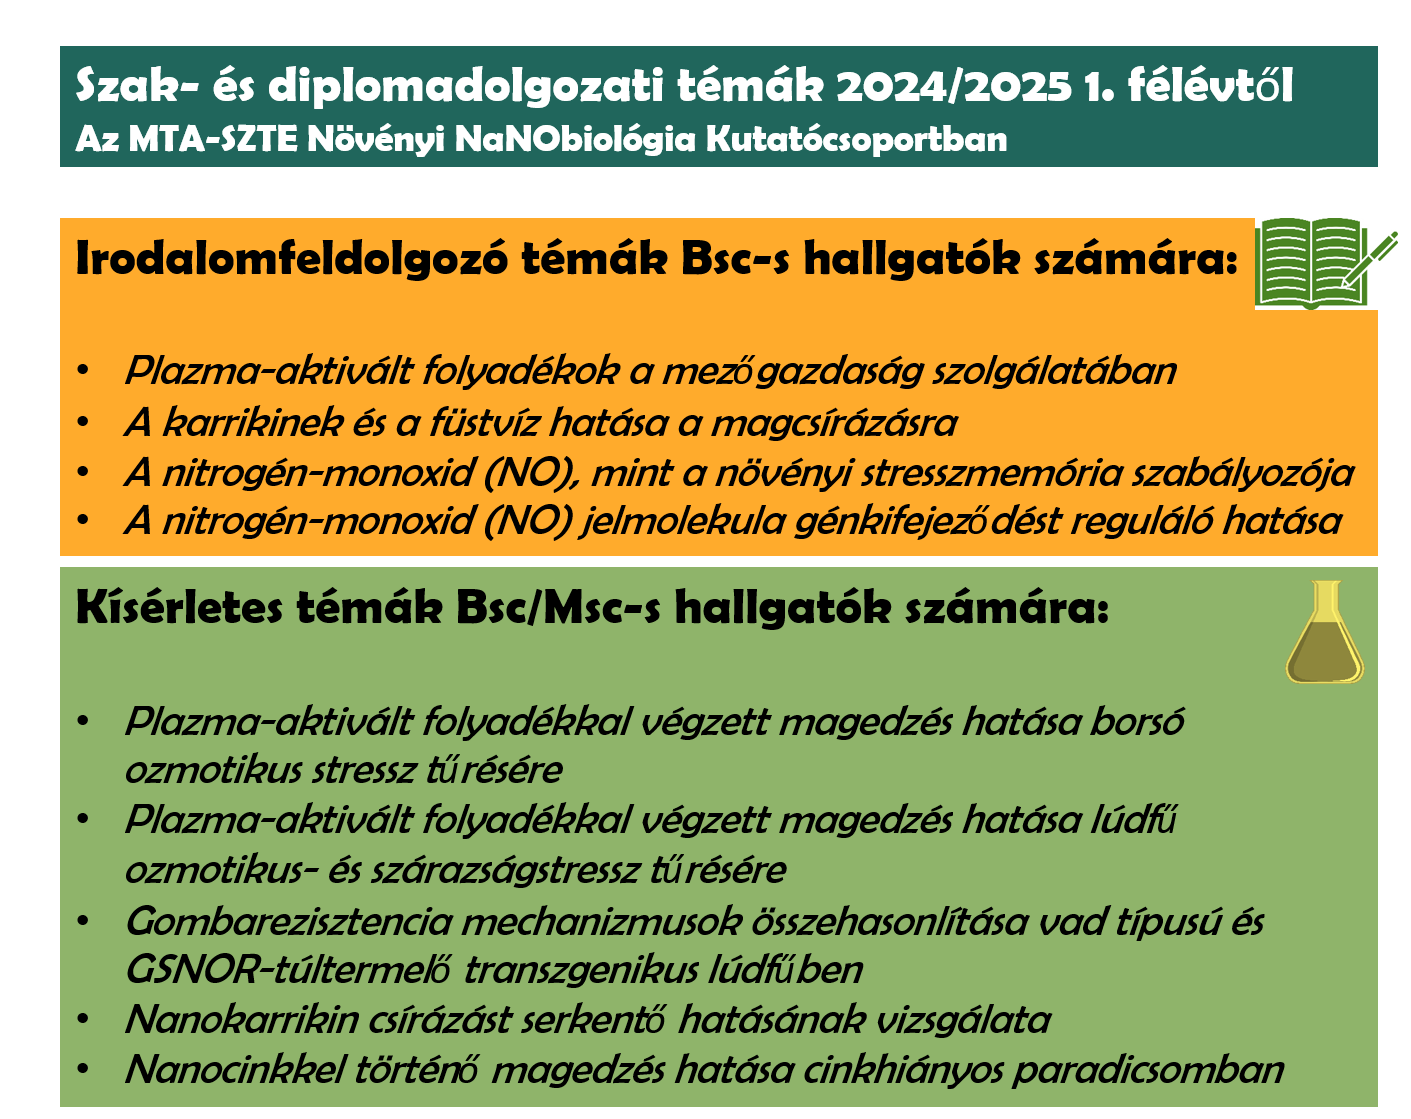 Szak- és diplomadolgozati témák 2024/2025 1. félévtől
Az MTA-SZTE Növényi NaNObiológia Kutatócsoportban
Irodalomfeldolgozó témák Bsc-s hallgatók számára:
• Plazma-aktivált folyadékok a mezőgazdaság szolgálatában
• A karrikinek és a füstvíz hatása a magcsírázásra
• A nitrogén-monoxid (NO), mint a növényi stresszmemória szabályozója
• A nitrogén-monoxid (NO) jelmolekula génkifejeződést reguláló hatása
Kísérletes témák Bsc/Msc-s hallgatók számára:
• Plazma-aktivált folyadékkal végzett magedzés hatása borsó
ozmotikus stressz tűrésére
• Plazma-aktivált folyadékkal végzett magedzés hatása lúdfű
ozmotikus- és szárazságstressz tűrésére
• Gombarezisztencia mechanizmusok összehasonlítása vad típusú és
GSNOR-túltermelő transzgenikus lúdfűben
• Nanokarrikin csírázást serkentő hatásának vizsgálata
• Nanocinkkel történő magedzés hatása cinkhiányos paradicsomban